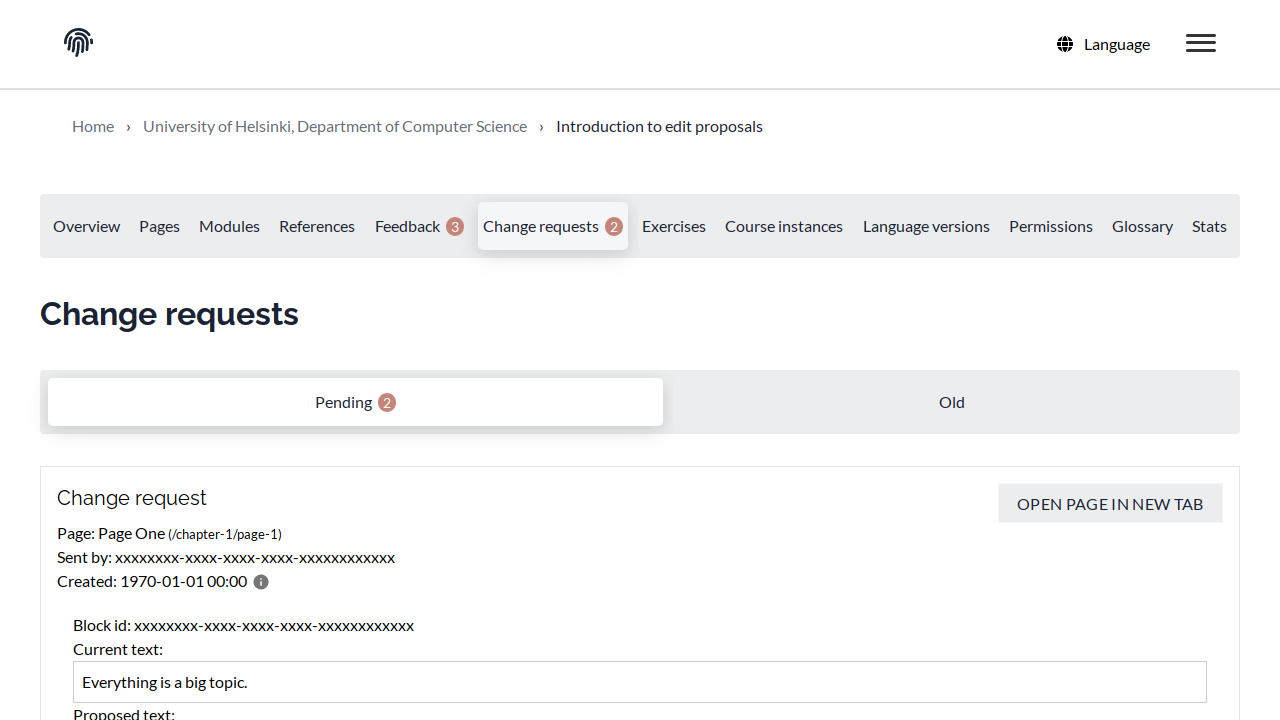 Language
Home › University of Helsinki, Department of Computer Science › Introduction to edit proposals
Overview Pages Modules References Feedback 3 Change requests 2 Exercises Course instances Language versions Permissions Glossary Stats
Change requests
Pending 2 Old
Change request
OPEN PAGE IN NEW TAB
Page: Page One (/chapter-1/page-1)
Sent by: xxxxxxxx-xxxx-xxxx-xxxx-xxxxxxxxxxxx
Created: 1970-01-01 00:00
Block id: xxxxxxxx-xxxx-xxxx-xxxx-xxxxxxxxxxxx
Current text:
Everything is a big topic.
Proposed text: